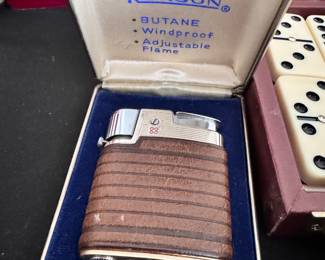 • BUTANE
• Windproof
• Adjustable
Flame